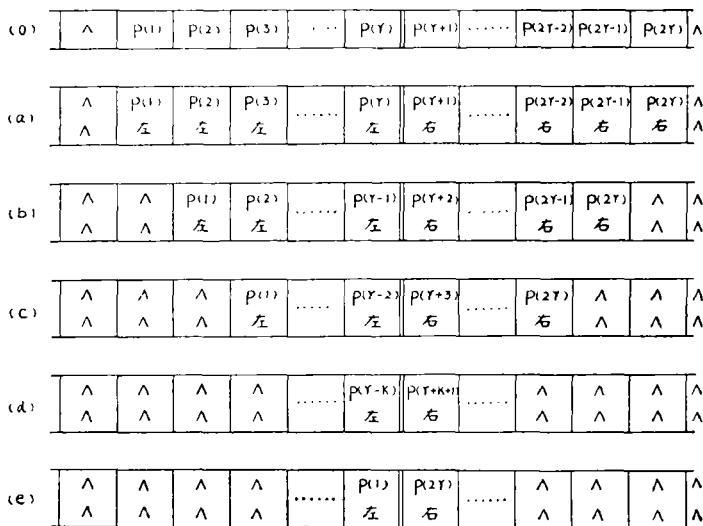 (0) ∧ P(1) P(2) P(3) ····· P(r) P(r+1) ······ P(2r-2) P(2r-1) P(2r) ∧
(a) ∧ P(1) P(2) P(3) ······ P(r) P(r+1) ······ P(2r-2) P(2r-1) P(2r) ∧
∧ 左 左 左 左 右 右 右 右 ∧
(b) ∧ ∧ P(1) P(2) ······ P(r-1) P(r+2) ······ P(2r-1) P(2r) ∧ ∧
∧ ∧ 左 左 左 右 右 右 ∧ ∧
(c) ∧ ∧ ∧ P(1) ······ P(r-2) P(r+3) ······ P(2r) ∧ ∧ ∧
∧ ∧ ∧ 左 左 右 右 ∧ ∧ ∧
(d) ∧ ∧ ∧ ∧ ······ P(r-K) P(r+K+1) ······ ∧ ∧ ∧ ∧
∧ ∧ ∧ ∧ 左 右 ∧ ∧ ∧ ∧
(e) ∧ ∧ ∧ ∧ ······ P(1) P(2r) ······ ∧ ∧ ∧ ∧
∧ ∧ ∧ ∧ 左 右 ∧ ∧ ∧ ∧